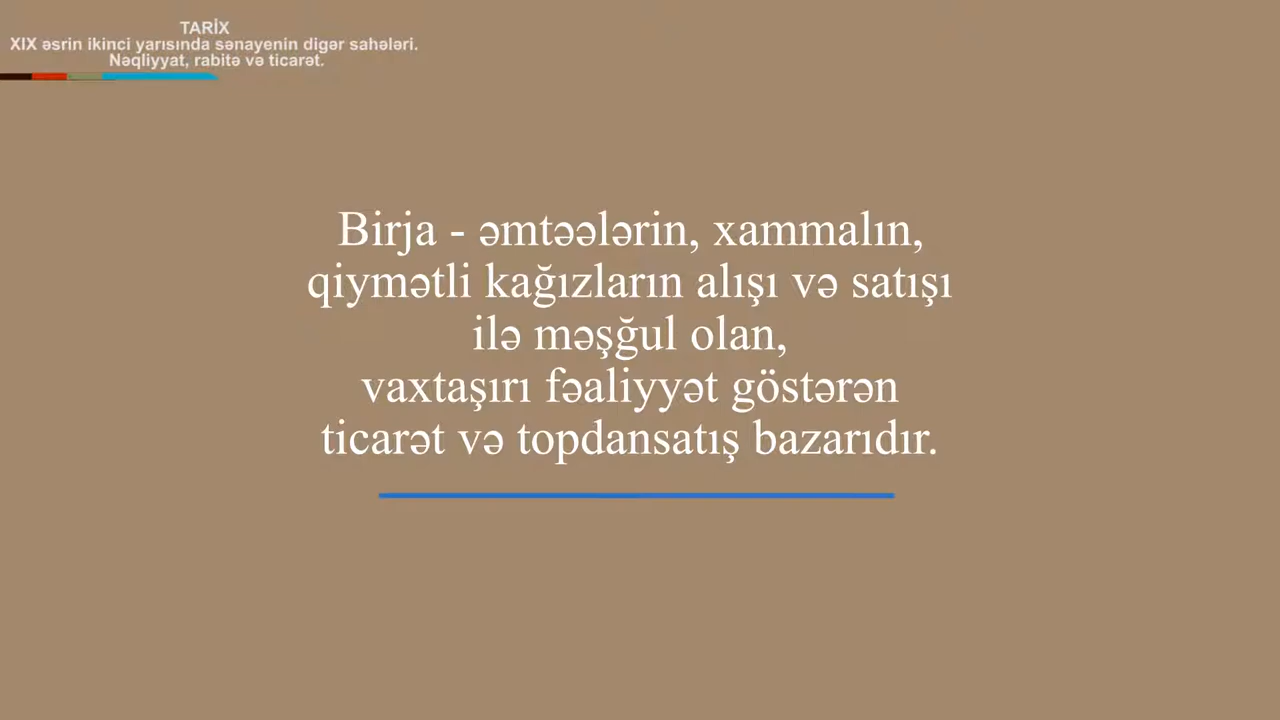 TARİX
XIX əsrin ikinci yarısında sənayenin digər sahələri.
Nəqliyyat, rabitə və ticarət.
Birja - əmtəələrin, xammalın,
qiymətli kağızların alışı və satışı
ilə məşğul olan,
vaxtaşırı fəaliyyət göstərən
ticarət və topdansatış bazarıdır.